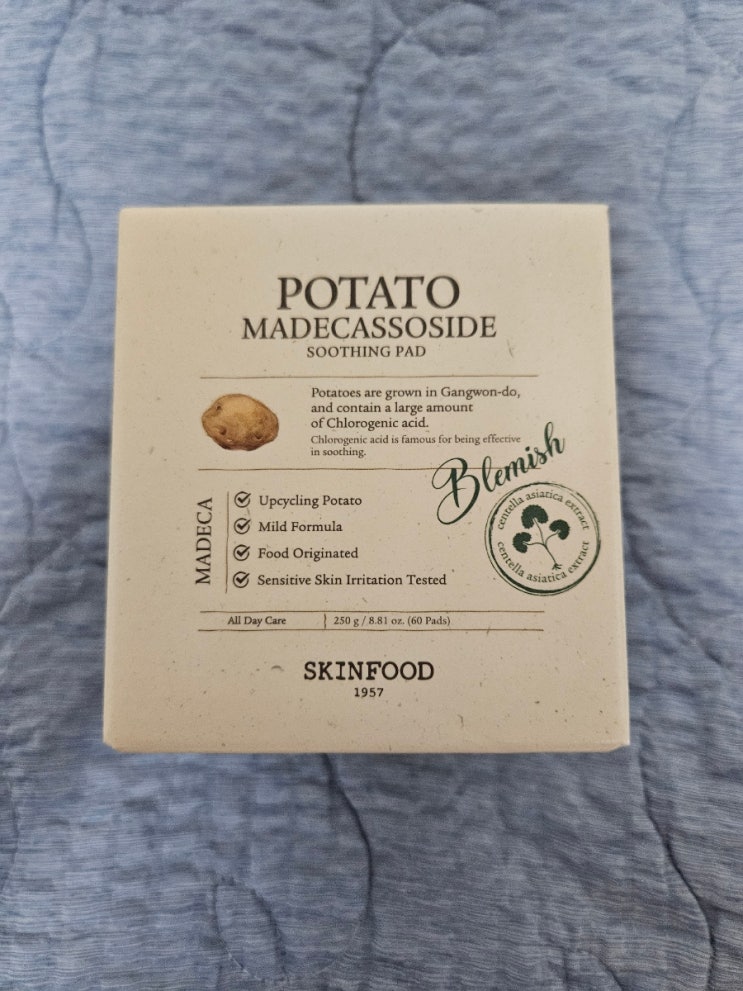 POTATO
MADECASSOSIDE
SOOTHING PAD
Potatoes are grown in Gangwon-do,
and contain a large amount
of Chlorogenic acid.
Chlorogenic acid is famous for being effective
in soothing.
Blemish
centella asiatica extract
centella asiatica extract
MADECA
Upcycling Potato
Mild Formula
Food Originated
Sensitive Skin Irritation Tested
All Day Care
250 g / 8.81 oz. (60 Pads)
SKINFOOD
1957